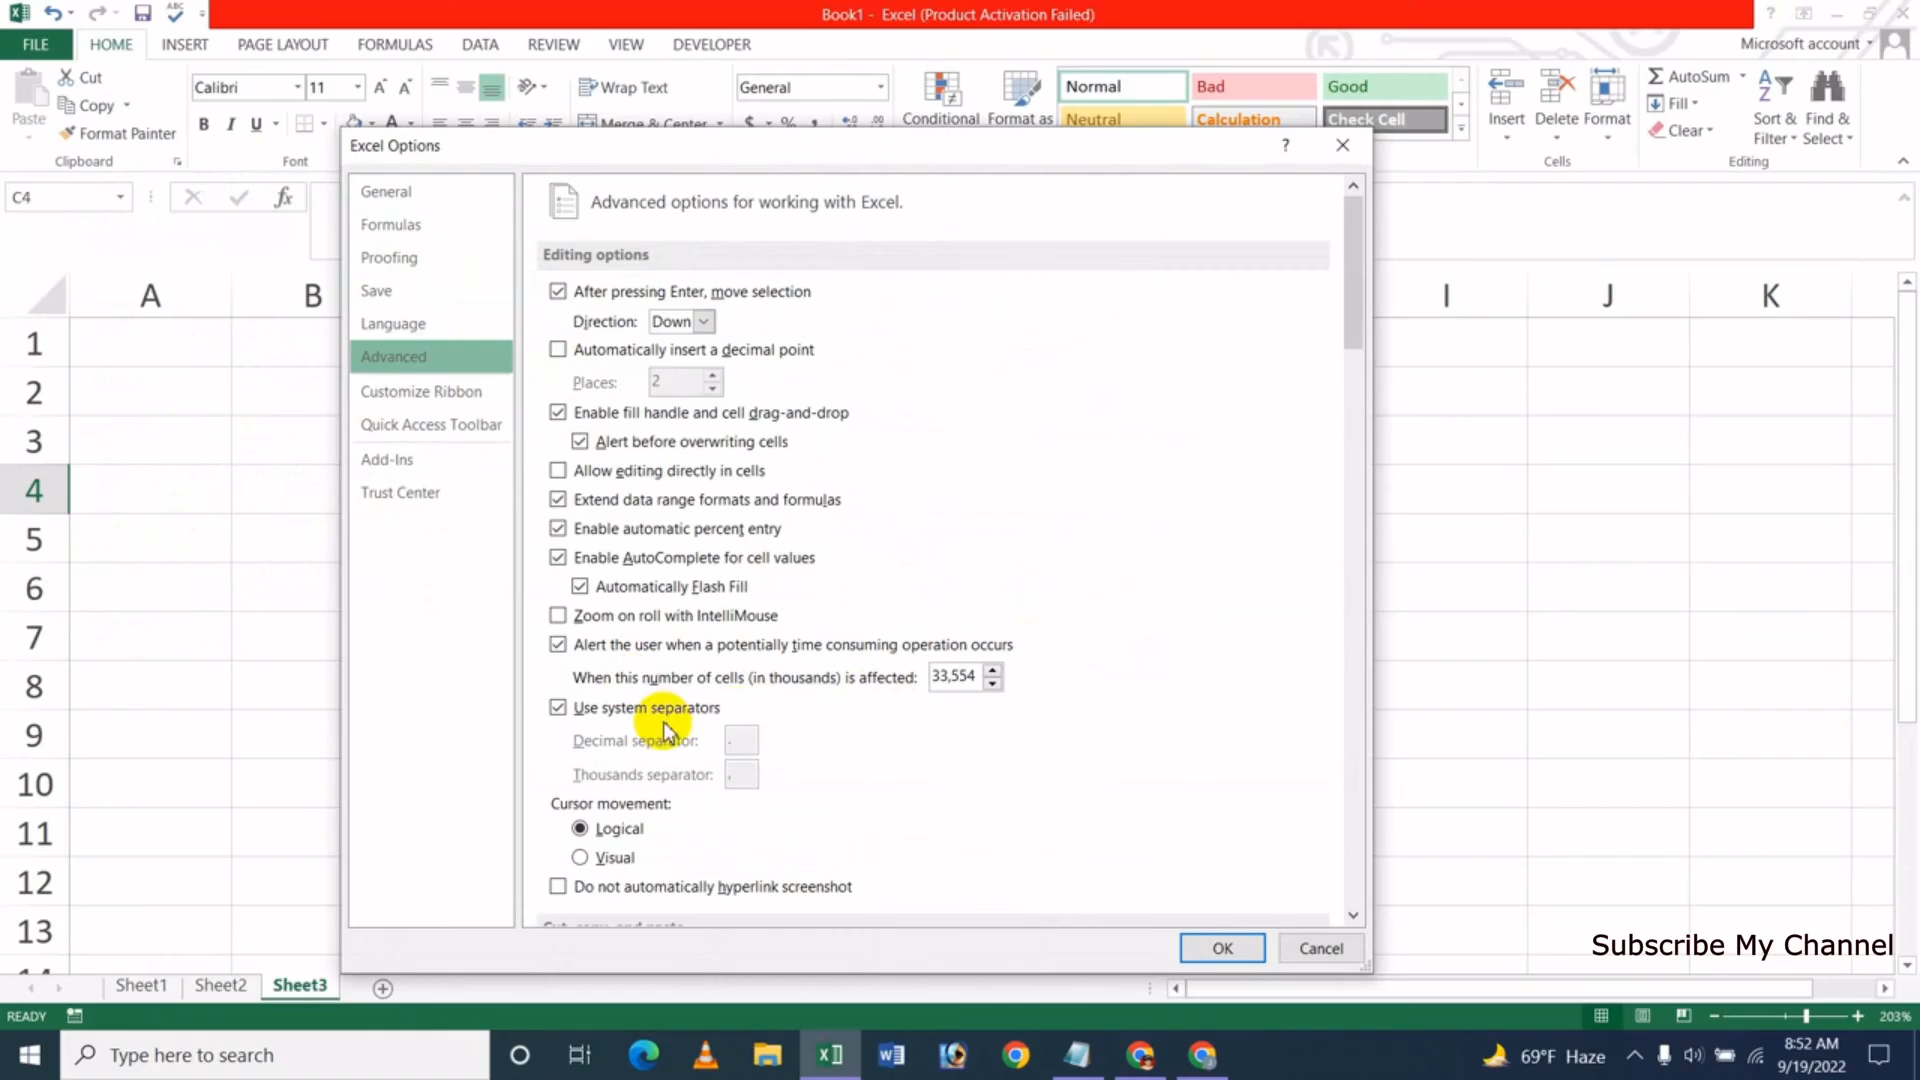 Book1 - Excel (Product Activation Failed)
FILE HOME INSERT PAGE LAYOUT FORMULAS DATA REVIEW VIEW DEVELOPER Microsoft account
Cut
Copy
Format Painter
Paste
Clipboard
Calibri 11
B I U
Font
Wrap Text
Merge & Center
General
$ % ,
Conditional Format as
Normal Bad Good
Neutral Calculation Check Cell
Insert Delete Format
Cells
AutoSum
Fill
Clear
Sort & Find &
Filter Select
Editing
C4
fx
A B I J K
1
2
3
4
5
6
7
8
9
10
11
12
13
14
Excel Options
General
Formulas
Proofing
Save
Language
Advanced
Customize Ribbon
Quick Access Toolbar
Add-Ins
Trust Center
Advanced options for working with Excel.
Editing options
After pressing Enter, move selection
Direction: Down
Automatically insert a decimal point
Places: 2
Enable fill handle and cell drag-and-drop
Alert before overwriting cells
Allow editing directly in cells
Extend data range formats and formulas
Enable automatic percent entry
Enable AutoComplete for cell values
Automatically Flash Fill
Zoom on roll with IntelliMouse
Alert the user when a potentially time consuming operation occurs
When this number of cells (in thousands) is affected: 33,554
Use system separators
Decimal separator: .
Thousands separator: ,
Cursor movement:
Logical
Visual
Do not automatically hyperlink screenshot
Cut, copy, and paste
OK Cancel
Subscribe My Channel
Sheet1 Sheet2 Sheet3
READY 203%
Type here to search
69°F Haze
8:52 AM
9/19/2022